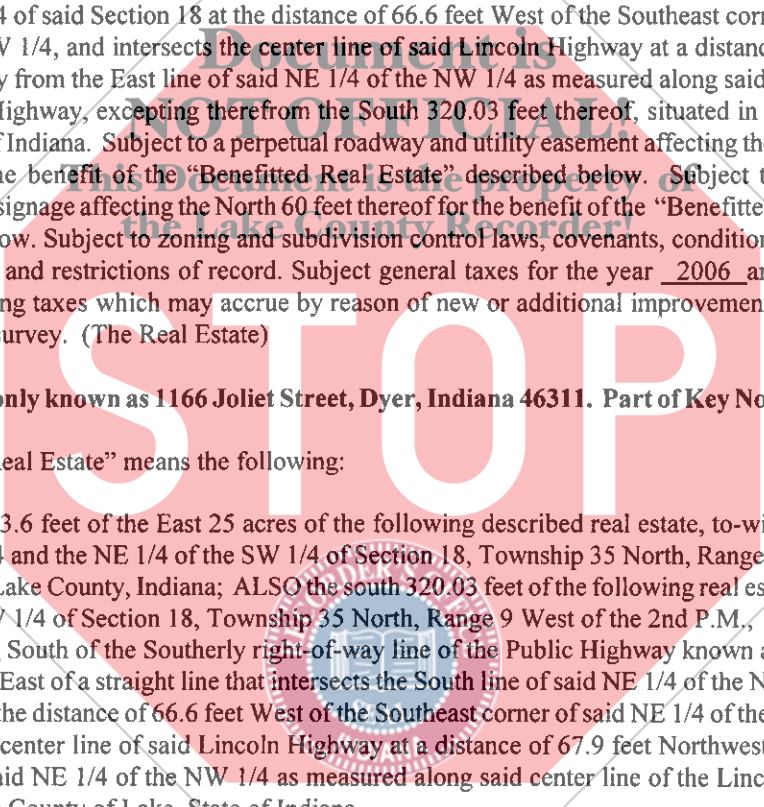 4 of said Section 18 at the distance of 66.6 feet West of the Southeast corn
V 1/4, and intersects the center line of said Lincoln Highway at a distanc
y from the East line of said NE 1/4 of the NW 1/4 as measured along said
Highway, excepting therefrom the South 320.03 feet thereof, situated in
f Indiana. Subject to a perpetual roadway and utility easement affecting th
ne benefit of the “Benefitted Real Estate” described below. Subject t
signage affecting the North 60 feet thereof for the benefit of the “Benefitte
ow. Subject to zoning and subdivision control laws, covenants, condition
and restrictions of record. Subject general taxes for the year 2006 ar
ng taxes which may accrue by reason of new or additional improvemen
survey. (The Real Estate)
only known as 1166 Joliet Street, Dyer, Indiana 46311. Part of Key No
eal Estate” means the following:
3.6 feet of the East 25 acres of the following described real estate, to-wi
4 and the NE 1/4 of the SW 1/4 of Section 18, Township 35 North, Range
Lake County, Indiana; ALSO the south 320.03 feet of the following real es
V 1/4 of Section 18, Township 35 North, Range 9 West of the 2nd P.M.,
South of the Southerly right-of-way line of the Public Highway known a
East of a straight line that intersects the South line of said NE 1/4 of the N
the distance of 66.6 feet West of the Southeast corner of said NE 1/4 of the
center line of said Lincoln Highway at a distance of 67.9 feet Northwest
aid NE 1/4 of the NW 1/4 as measured along said center line of the Linc
County of Lake, State of Indiana
Document is
NOT OFFICIAL!
This Document is the property of
the Lake County Recorder!
STOP